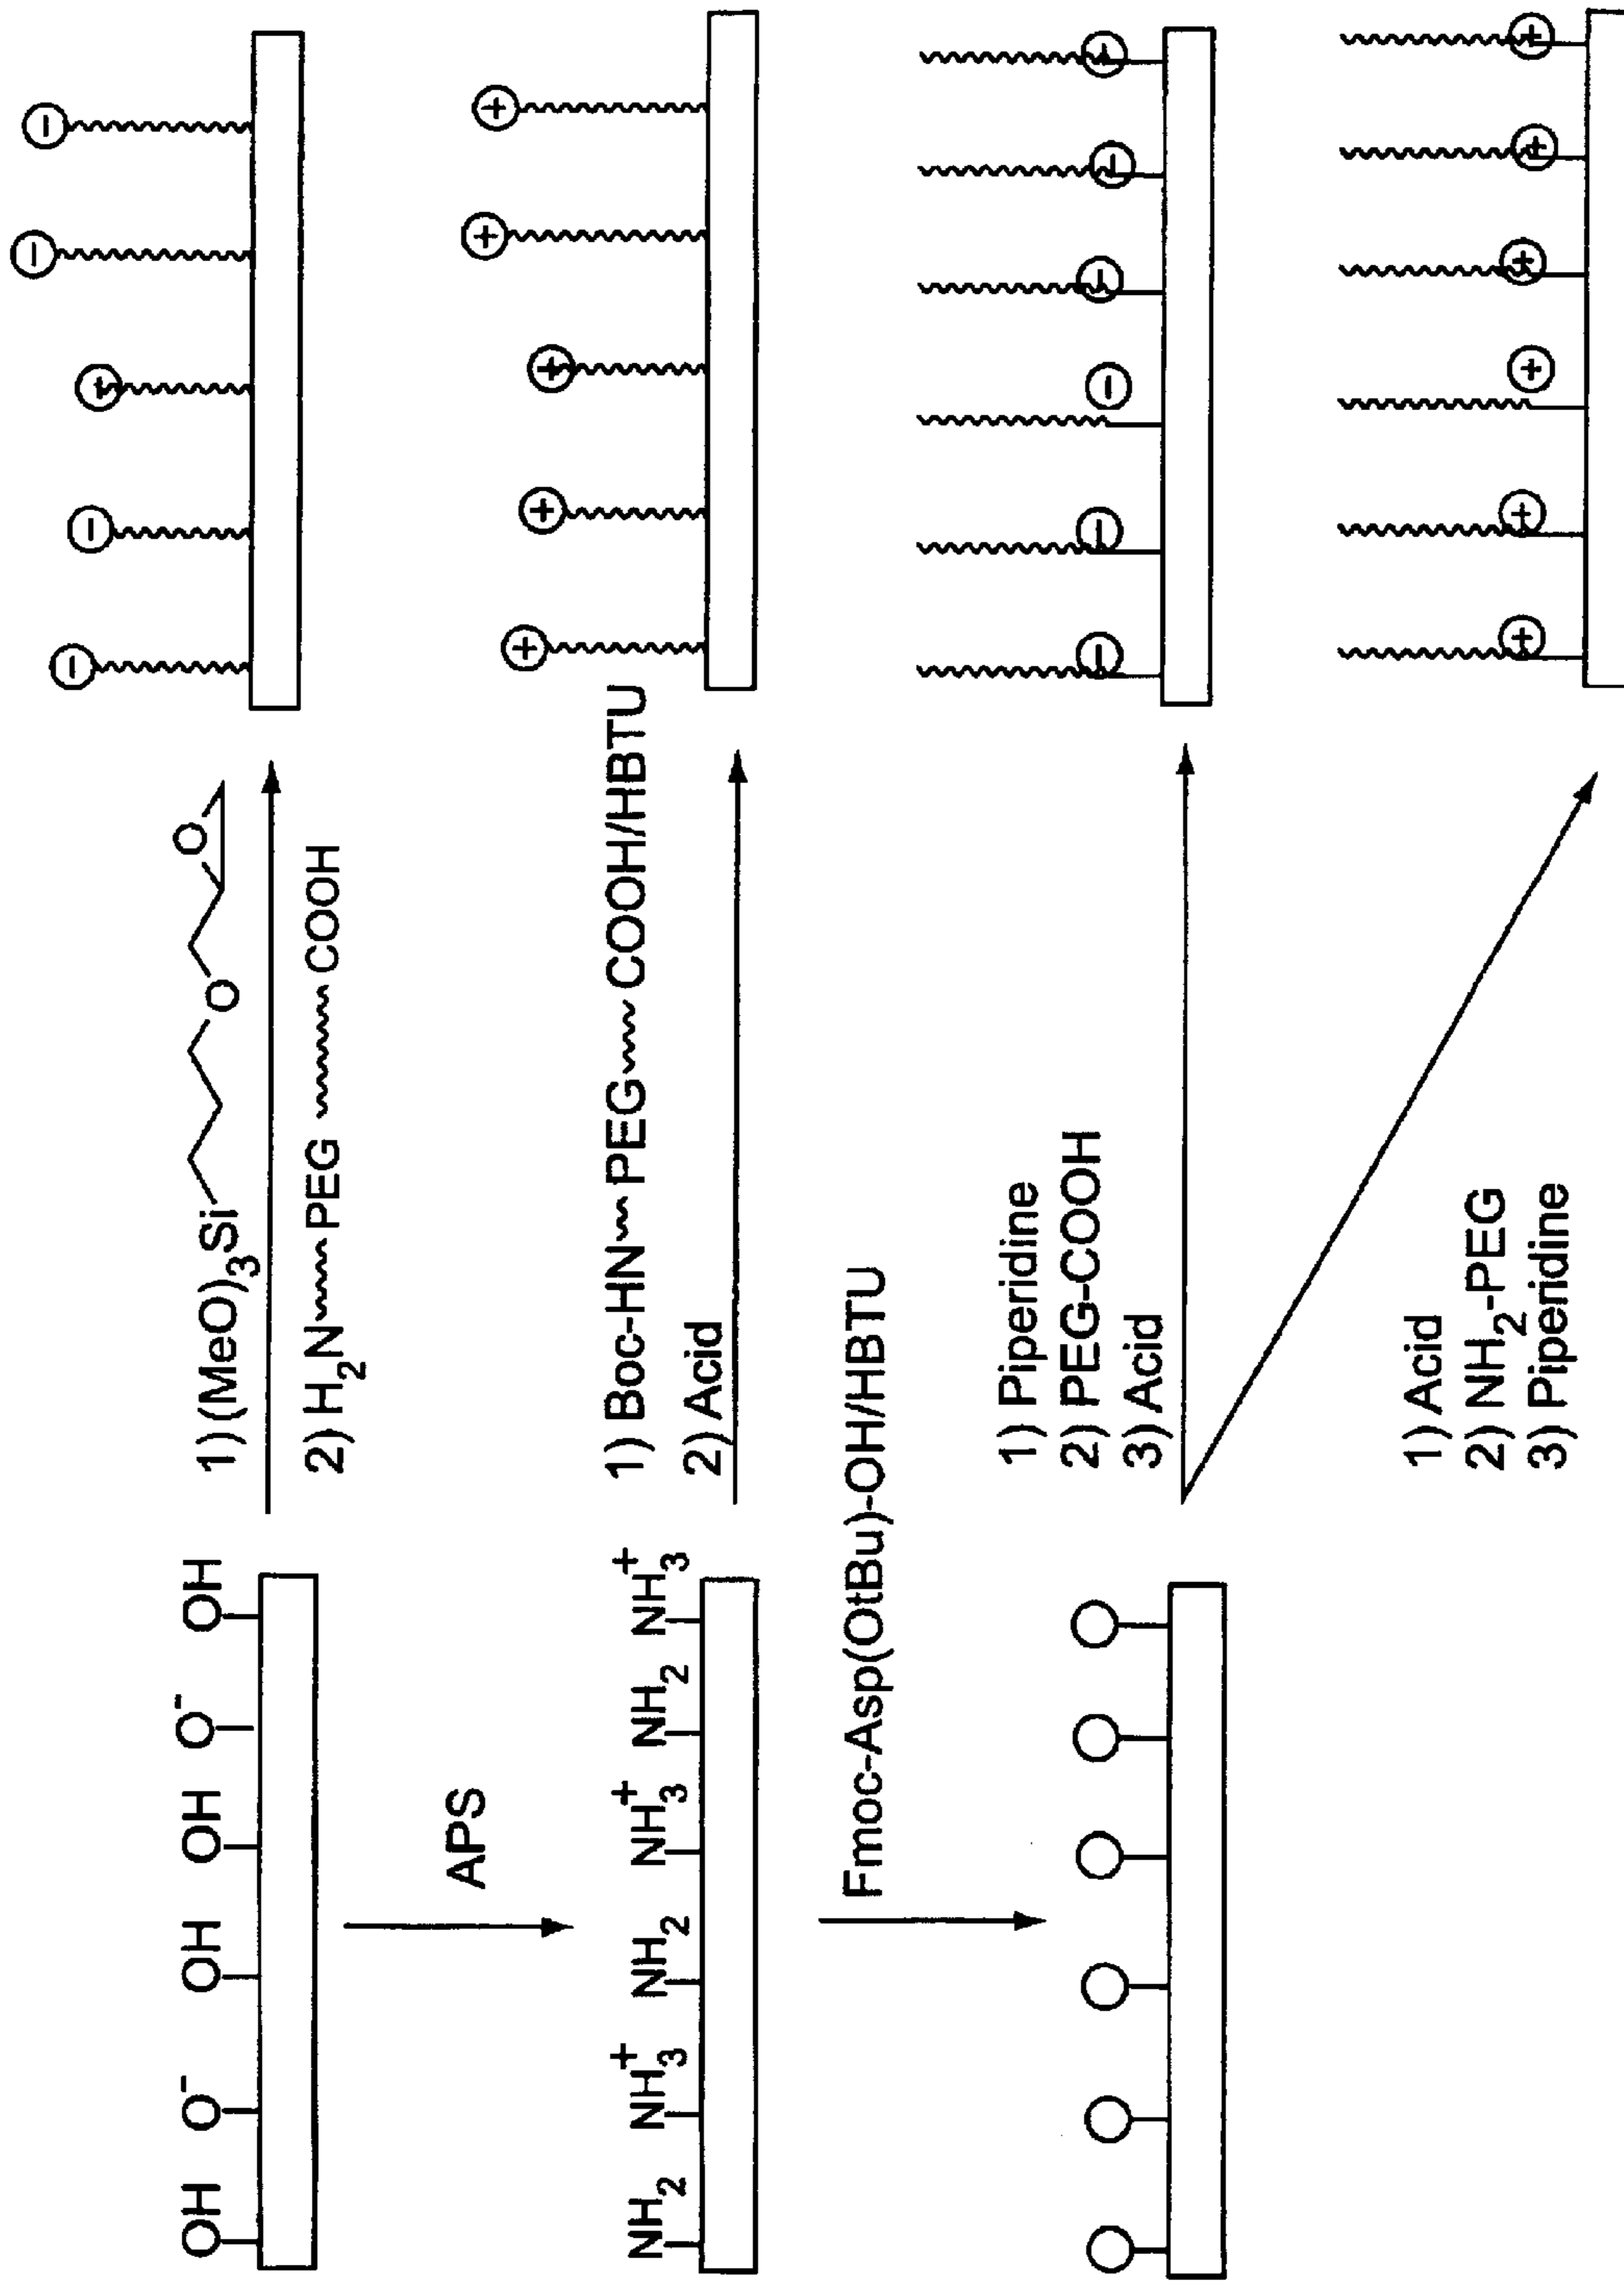 OH O⁻ OH OH O⁻ OH
1) (MeO)₃Si O O
2) H₂N PEG COOH
− − + − −
APS
NH₂ NH₃⁺ NH₂ NH₃⁺ NH₂ NH₃⁺
1) Boc-HN PEG COOH/HBTU
2) Acid
+ + + + +
Fmoc-Asp(OtBu)-OH/HBTU
1) Piperidine
2) PEG-COOH
3) Acid
− − − − − +
1) Acid
2) NH₂-PEG
3) Piperidine
+ + + + + +